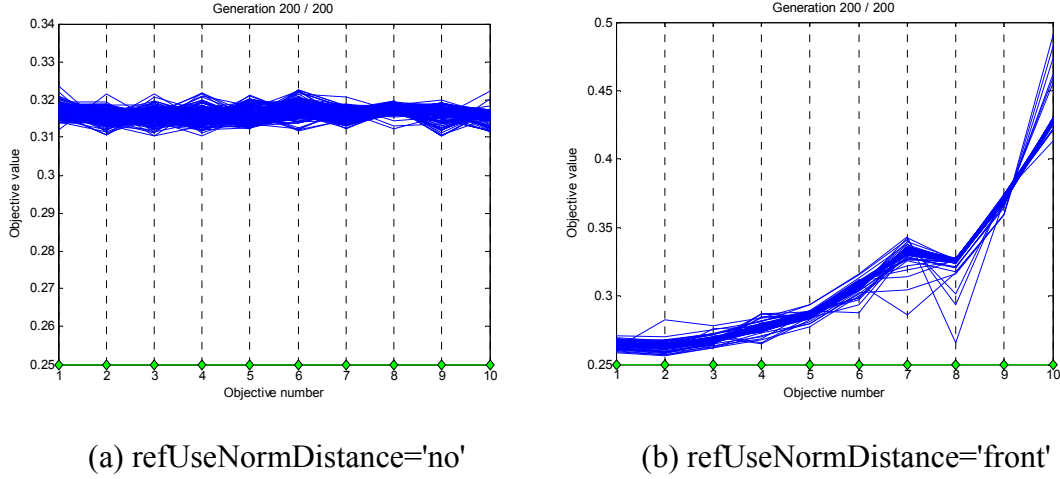 Generation 200 / 200
0.34
0.33
0.32
0.31
0.3
0.29
0.28
0.27
0.26
0.25
Objective value
1 2 3 4 5 6 7 8 9 10
Objective number
(a) refUseNormDistance='no'
Generation 200 / 200
0.5
0.45
0.4
0.35
0.3
0.25
Objective value
1 2 3 4 5 6 7 8 9 10
Objective number
(b) refUseNormDistance='front'